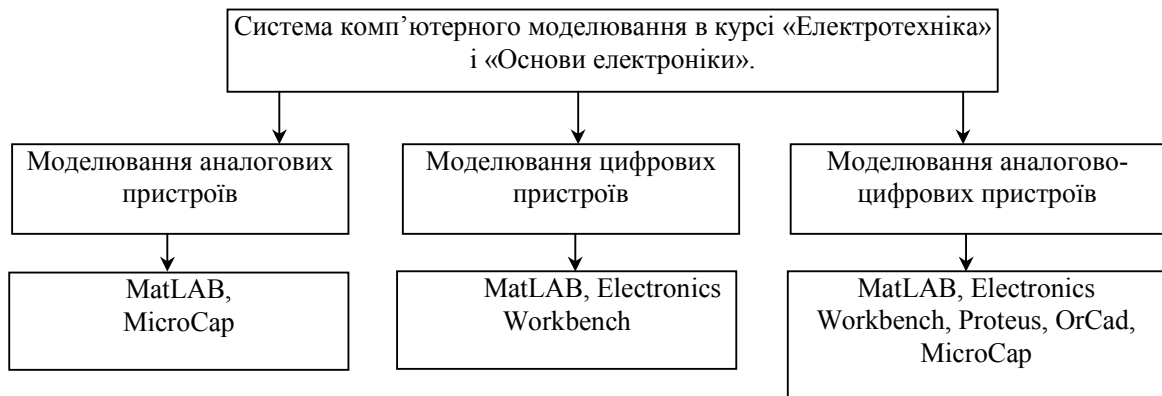 Система комп’ютерного моделювання в курсі «Електротехніка»
і «Основи електроніки».
Моделювання аналогових
пристроїв
Моделювання цифрових
пристроїв
Моделювання аналогово-
цифрових пристроїв
MatLAB,
MicroCap
MatLAB, Electronics
Workbench
MatLAB, Electronics
Workbench, Proteus, OrCad,
MicroCap